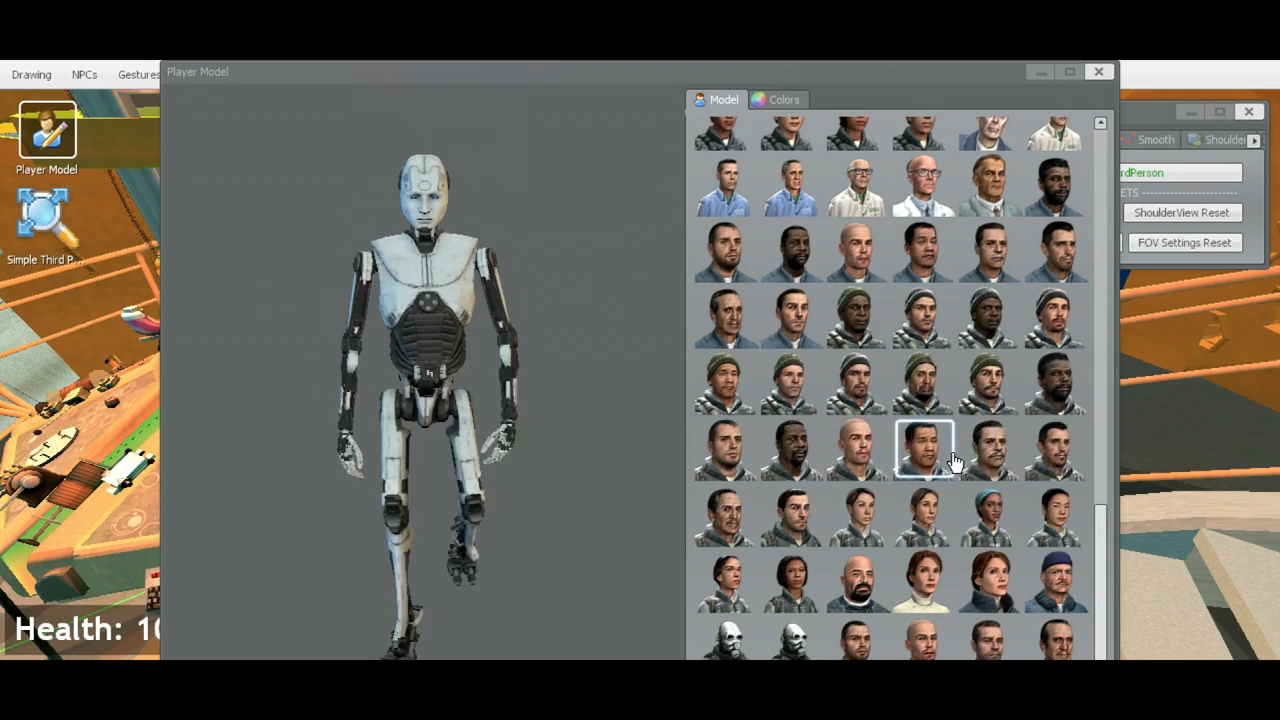 Drawing NPCs Gestures
Player Model
Model Colors
Player Model
Simple Third P...
Smooth Shoulder
rdPerson
ETS --------------------
ShoulderView Reset
FOV Settings Reset
Health: 10